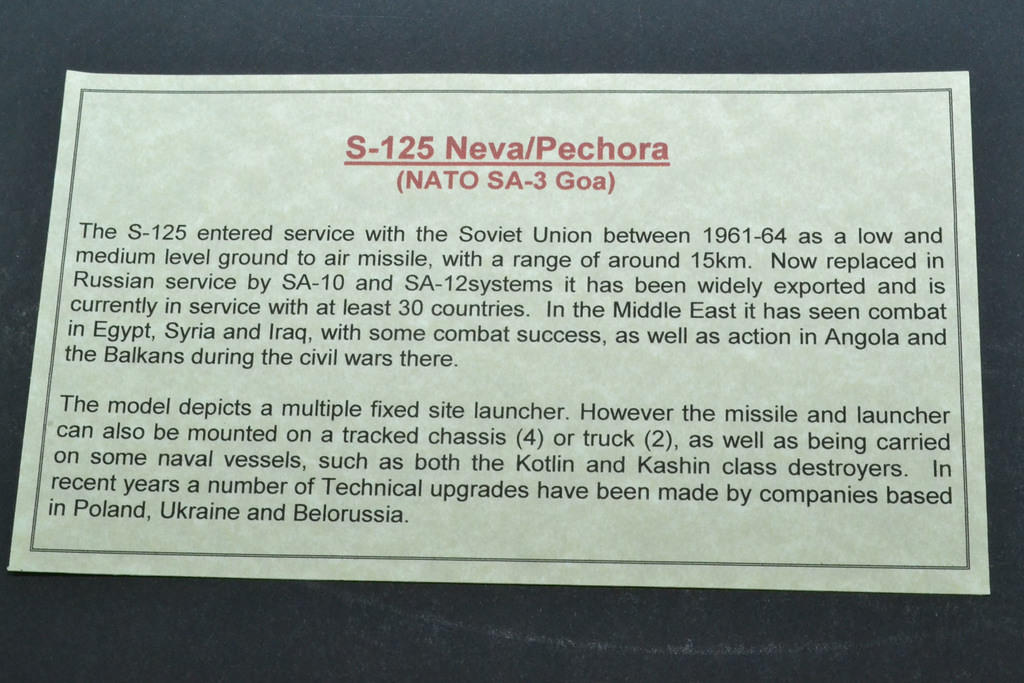 S-125 Neva/Pechora
(NATO SA-3 Goa)
The S-125 entered service with the Soviet Union between 1961-64 as a low and
medium level ground to air missile, with a range of around 15km. Now replaced in
Russian service by SA-10 and SA-12systems it has been widely exported and is
currently in service with at least 30 countries. In the Middle East it has seen combat
in Egypt, Syria and Iraq, with some combat success, as well as action in Angola and
the Balkans during the civil wars there.
The model depicts a multiple fixed site launcher. However the missile and launcher
can also be mounted on a tracked chassis (4) or truck (2), as well as being carried
on some naval vessels, such as both the Kotlin and Kashin class destroyers. In
recent years a number of Technical upgrades have been made by companies based
in Poland, Ukraine and Belorussia.